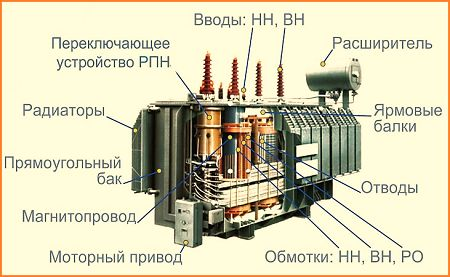 Вводы: НН, ВН
Переключающее
устройство РПН
Расширитель
Радиаторы
Ярмовые
балки
Прямоугольный
бак
Отводы
Магнитопровод
Моторный привод
Обмотки: НН, ВН, РО